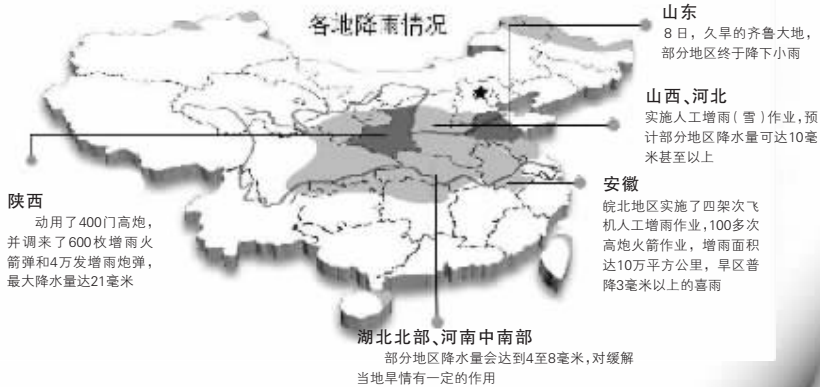 各地降雨情况
山东
8日，久旱的齐鲁大地，
部分地区终于降下小雨
山西、河北
实施人工增雨（雪）作业，预
计部分地区降水量可达10毫
米甚至以上
安徽
皖北地区实施了四架次飞
机人工增雨作业，100多次
高炮火箭作业，增雨面积
达10万平方公里，旱区普
降3毫米以上的喜雨
陕西
动用了400门高炮，
并调来了600枚增雨火
箭弹和4万发增雨炮弹，
最大降水量达21毫米
湖北北部、河南中南部
部分地区降水量会达到4至8毫米，对缓解
当地旱情有一定的作用